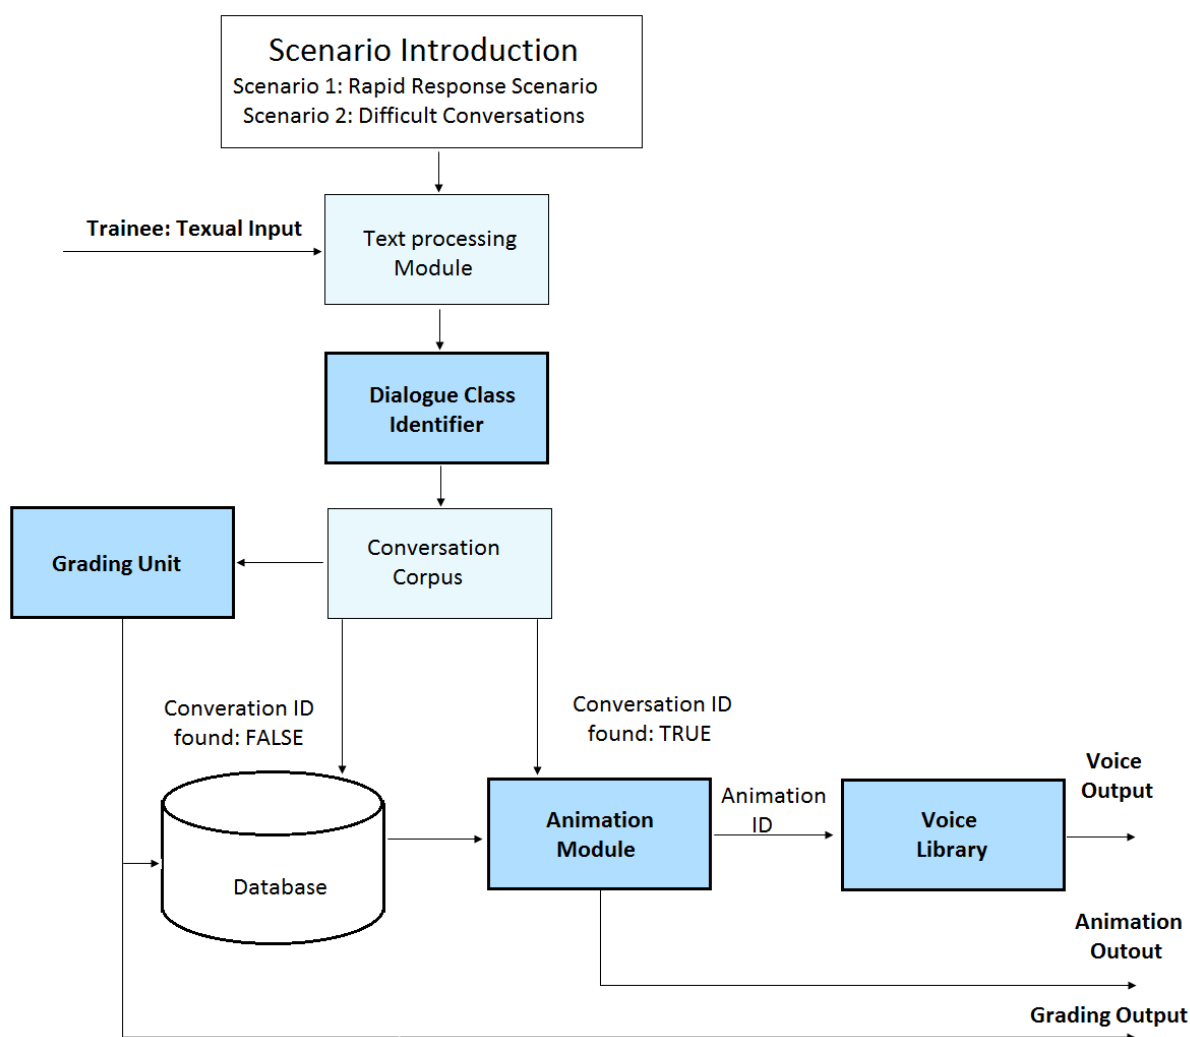 Scenario Introduction
Scenario 1: Rapid Response Scenario
Scenario 2: Difficult Conversations
Trainee: Texual Input
Text processing
Module
Dialogue Class
Identifier
Grading Unit
Conversation
Corpus
Converation ID
found: FALSE
Conversation ID
found: TRUE
Database
Animation
Module
Animation
ID
Voice
Library
Voice
Output
Animation
Outout
Grading Output